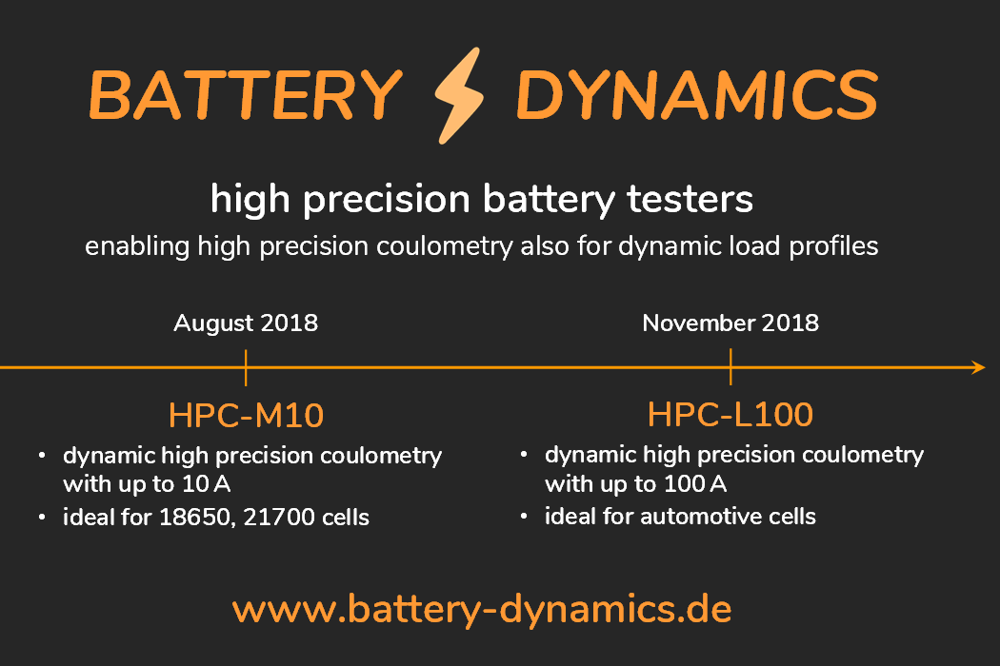 BATTERY DYNAMICS
high precision battery testers
enabling high precision coulometry also for dynamic load profiles
August 2018
HPC-M10
• dynamic high precision coulometry
with up to 10 A
• ideal for 18650, 21700 cells
November 2018
HPC-L100
• dynamic high precision coulometry
with up to 100 A
• ideal for automotive cells
www.battery-dynamics.de